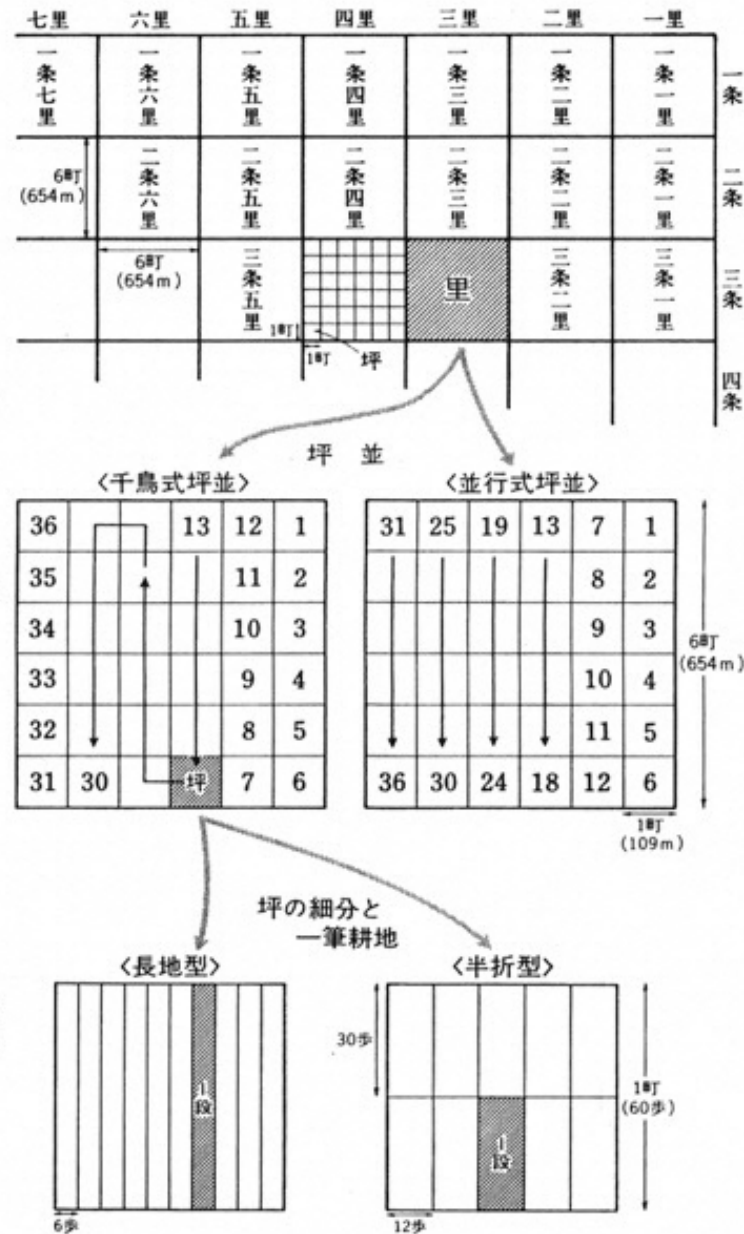 七里 六里 五里 四里 三里 二里 一里
一条七里 一条六里 一条五里 一条四里 一条三里 一条二里 一条一里 一条
6町
(654m)
二条六里 二条五里 二条四里 二条三里 二条二里 二条一里 二条
6町
(654m)
三条五里 里 三条二里 三条一里 三条
1町
1町 坪
四条
坪並
〈千鳥式坪並〉 〈並行式坪並〉
36 13 12 1 31 25 19 13 7 1
35 11 2 8 2
34 10 3 9 3
33 9 4 10 4
32 8 5 11 5
31 30 坪 7 6 36 30 24 18 12 6
6町
(654m)
1町
(109m)
坪の細分と
一筆耕地
〈長地型〉 〈半折型〉
1段
6歩
30歩
1段
12歩
1町
(60歩)